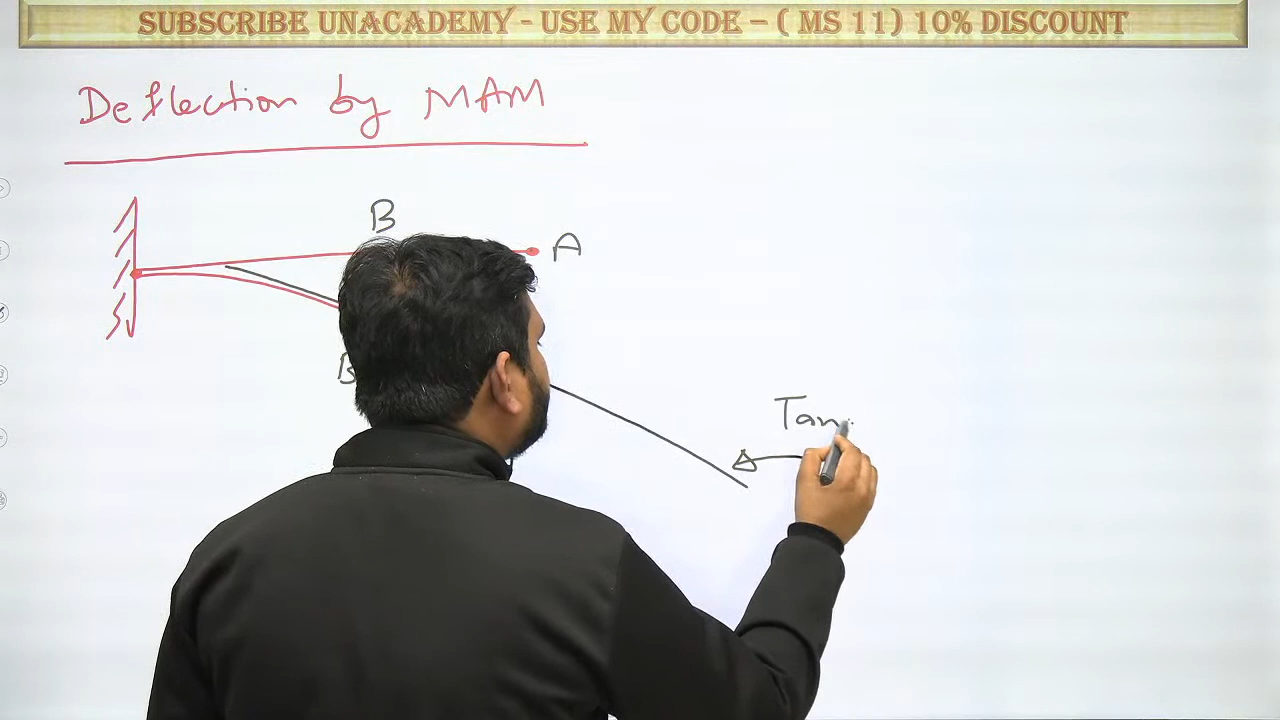 SUBSCRIBE UNACADEMY - USE MY CODE – ( MS 11) 10% DISCOUNT
Deflection by MAM
B
A
B
Tan